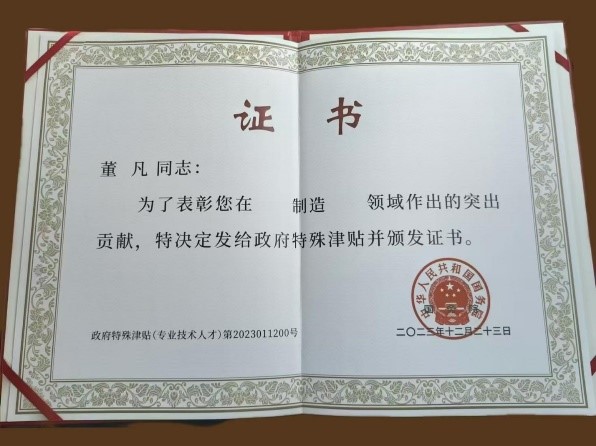 证书
董 凡 同志：
为了表彰您在 制造 领域作出的突出
贡献，特决定发给政府特殊津贴并颁发证书。
中华人民共和国国务院
政府特殊津贴(专业技术人才)第2023011200号
二〇二三年十二月二十三日